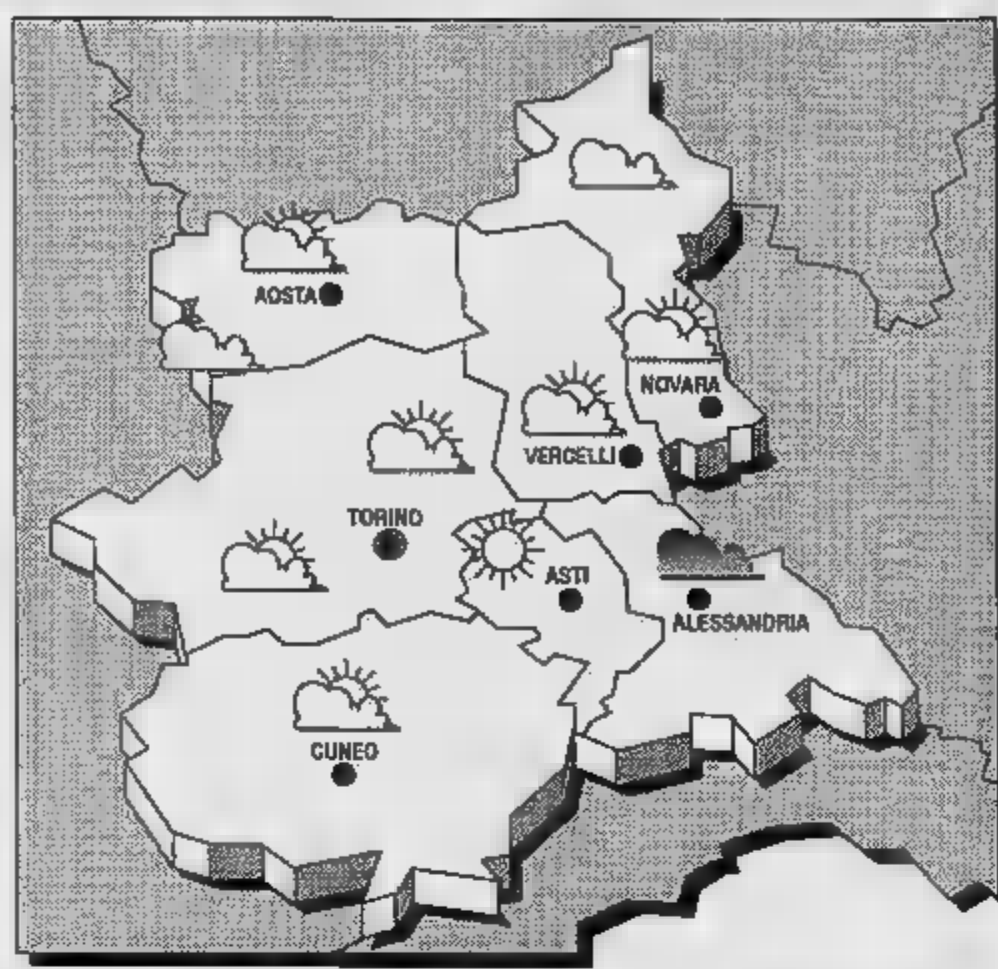 AOSTA
NOVARA
VERCELLI
TORINO
ASTI
ALESSANDRIA
CUNEO